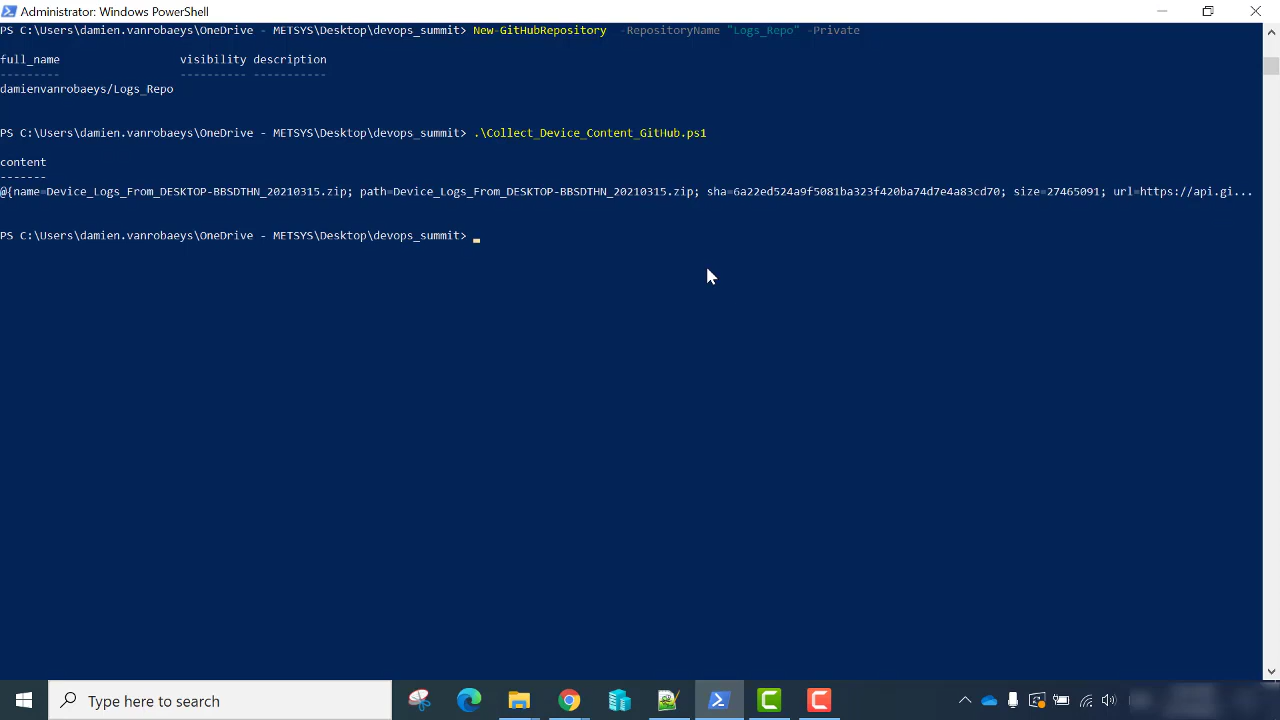 Administrator: Windows PowerShell
PS C:\Users\damien.vanrobaeys\OneDrive - METSYS\Desktop\devops_summit> New-GitHubRepository -RepositoryName "Logs_Repo" -Private
full_name visibility description
--------- ---------- -----------
damienvanrobaeys/Logs_Repo
PS C:\Users\damien.vanrobaeys\OneDrive - METSYS\Desktop\devops_summit> .\Collect_Device_Content_GitHub.ps1
content
-------
@{name=Device_Logs_From_DESKTOP-BBSDTHN_20210315.zip; path=Device_Logs_From_DESKTOP-BBSDTHN_20210315.zip; sha=6a22ed524a9f5081ba323f420ba74d7e4a83cd70; size=27465091; url=https://api.gi...
PS C:\Users\damien.vanrobaeys\OneDrive - METSYS\Desktop\devops_summit>
Type here to search